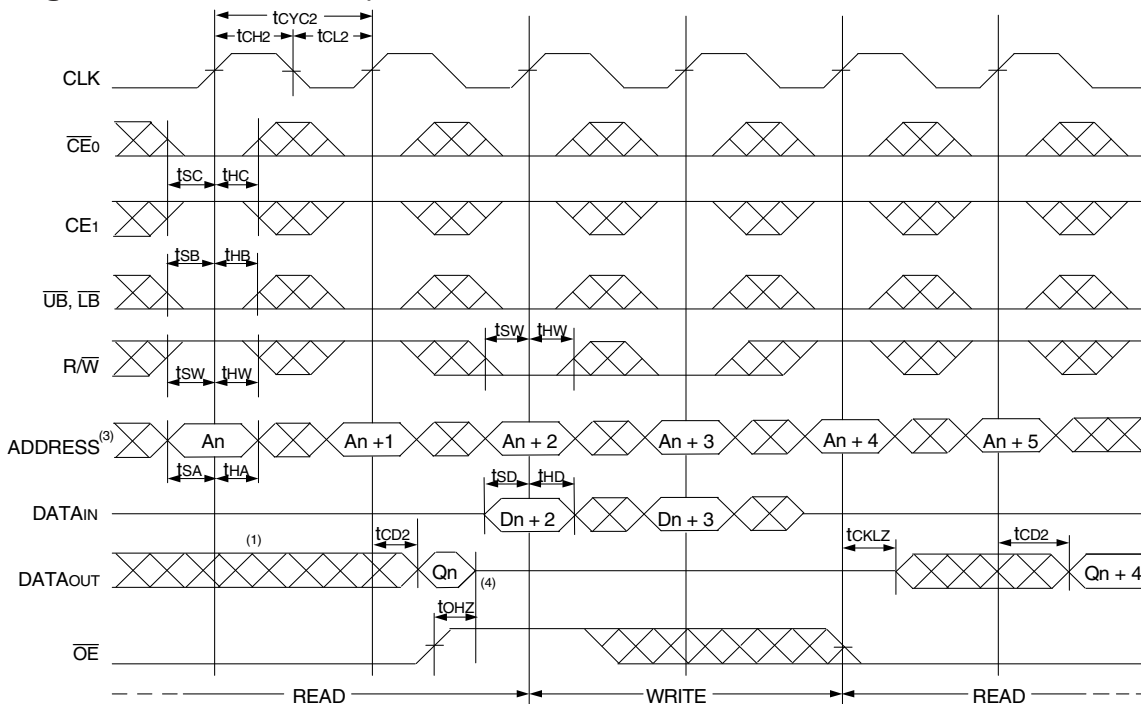 tCYC2
tCH2 tCL2
CLK
CE0
tSC tHC
CE1
tSB tHB
UB, LB
tSW tHW
R/W
tSW tHW
ADDRESS(3) An An +1 An + 2 An + 3 An + 4 An + 5
tSA tHA tSD tHD
DATAIN Dn + 2 Dn + 3
(1) tCD2 tCKLZ tCD2
DATAOUT Qn (4) Qn + 4
tOHZ
OE
READ WRITE READ